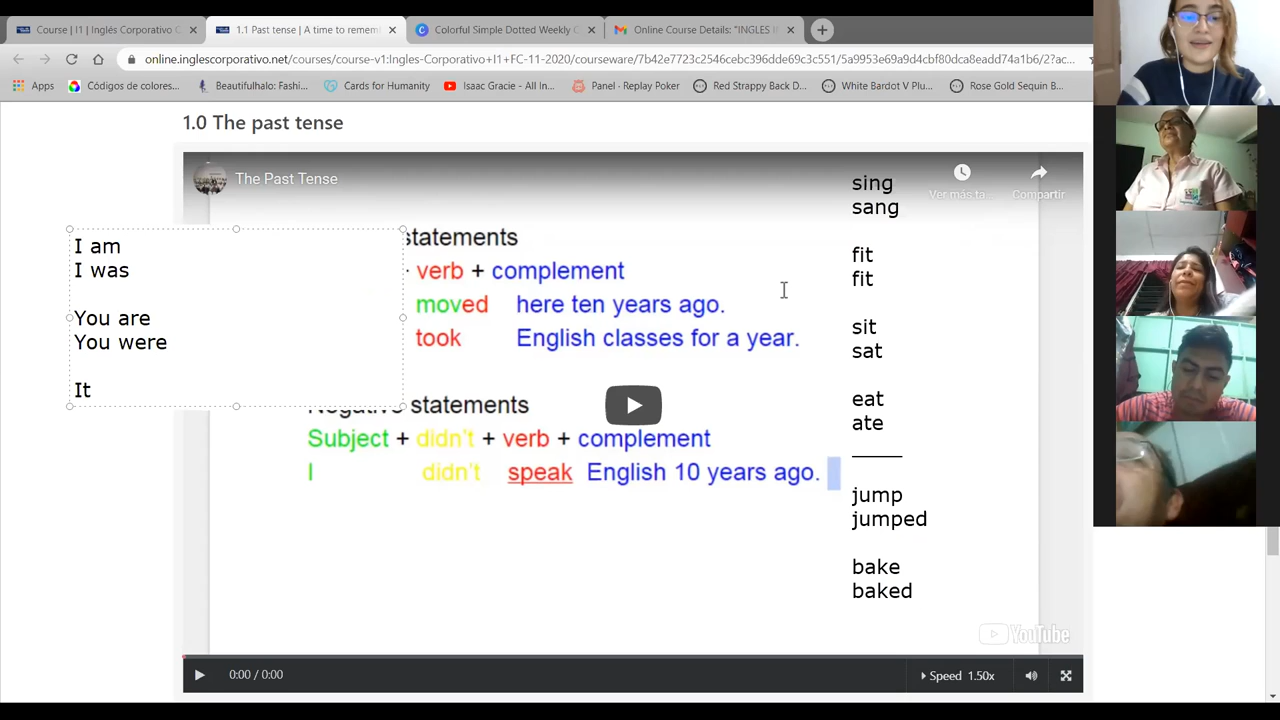 Course | I1 | Inglés Corporativo C
1.1 Past tense | A time to remem
Colorful Simple Dotted Weekly C
Online Course Details: "INGLES I
online.inglescorporativo.net/courses/course-v1:Ingles-Corporativo+I1+FC-11-2020/courseware/7b42e7723c2546cebc396dde69c3c551/5a9953e69a9d4cbf80dca8eadd74a1b6/2?ac...
Apps
Códigos de colores...
Beautifulhalo: Fashi...
Cards for Humanity
Isaac Gracie - All In...
Panel · Replay Poker
Red Strappy Back D...
White Bardot V Plu...
Rose Gold Sequin B...
1.0 The past tense
The Past Tense
Ver más ta...
Compartir
statements
verb + complement
moved here ten years ago.
took English classes for a year.
Negative statements
Subject + didn't + verb + complement
I didn't speak English 10 years ago.
I am
I was
You are
You were
It
sing
sang
fit
fit
sit
sat
eat
ate
jump
jumped
bake
baked
YouTube
0:00 / 0:00
Speed 1.50x